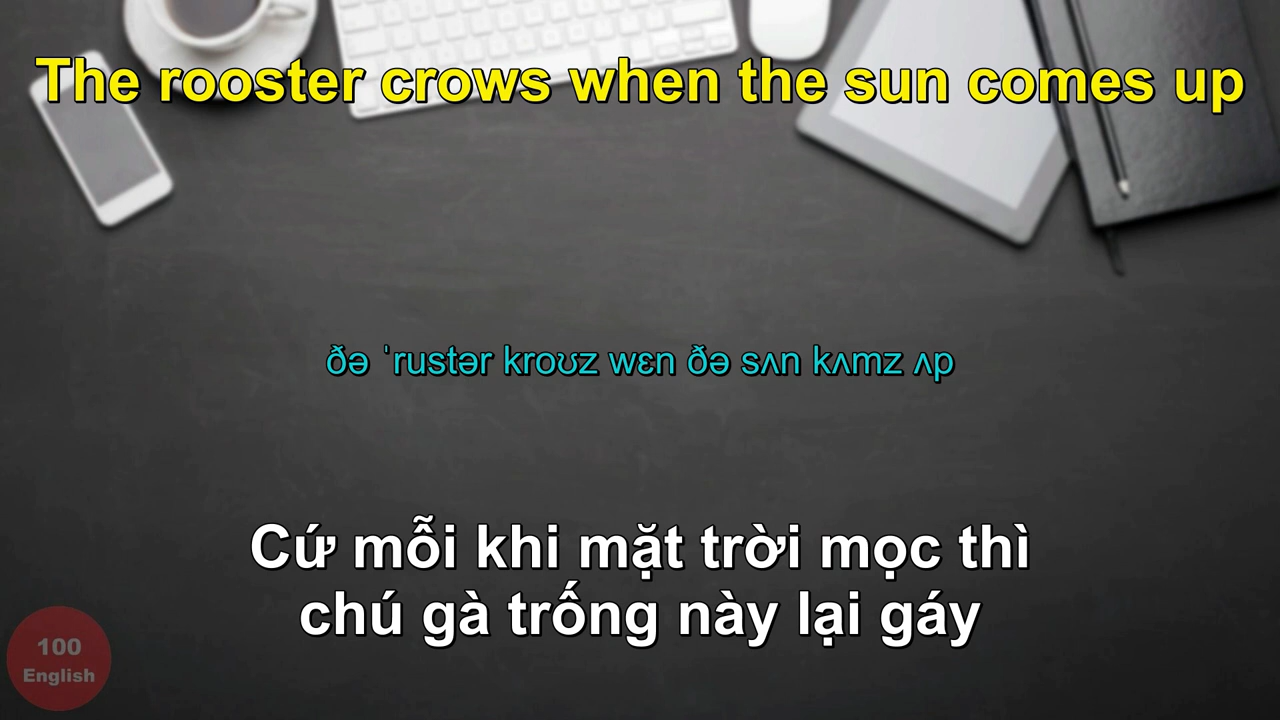 The rooster crows when the sun comes up
ðə ˈrustər kroʊz wɛn ðə sʌn kʌmz ʌp
Cứ mỗi khi mặt trời mọc thì
chú gà trống này lại gáy
100
English